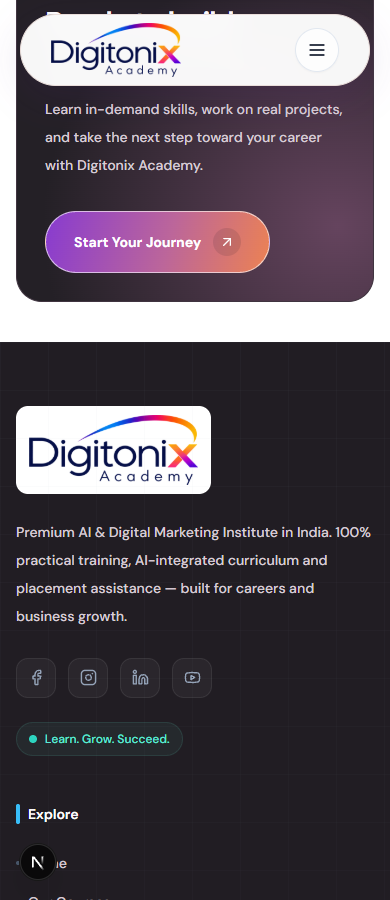 Digitonix
Academy
Learn in-demand skills, work on real projects,
and take the next step toward your career
with Digitonix Academy.
Start Your Journey
Digitonix
Academy
Premium AI & Digital Marketing Institute in India. 100%
practical training, AI-integrated curriculum and
placement assistance — built for careers and
business growth.
Learn. Grow. Succeed.
Explore
N